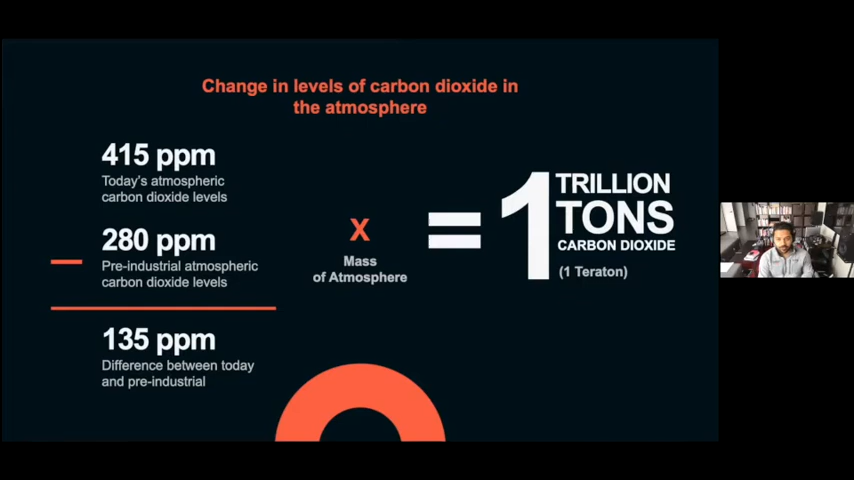 Change in levels of carbon dioxide in
the atmosphere
415 ppm
Today's atmospheric
carbon dioxide levels
280 ppm
Pre-industrial atmospheric
carbon dioxide levels
135 ppm
Difference between today
and pre-industrial
X
Mass
of Atmosphere
=
1 TRILLION
TONS
CARBON DIOXIDE
(1 Teraton)